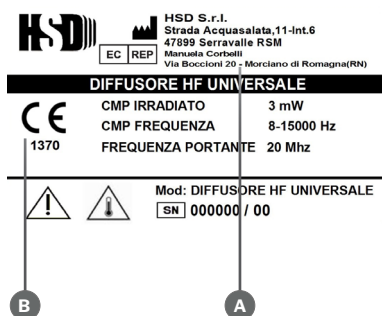 HSD
HSD S.r.l.
Strada Acquasalata,11-Int.6
47899 Serravalle RSM
EC REP
Manuela Corbelli
Via Boccioni 20 - Morciano di Romagna(RN)
DIFFUSORE HF UNIVERSALE
CE
1370
CMP IRRADIATO 3 mW
CMP FREQUENZA 8-15000 Hz
FREQUENZA PORTANTE 20 Mhz
Mod: DIFFUSORE HF UNIVERSALE
SN 000000 / 00
B
A